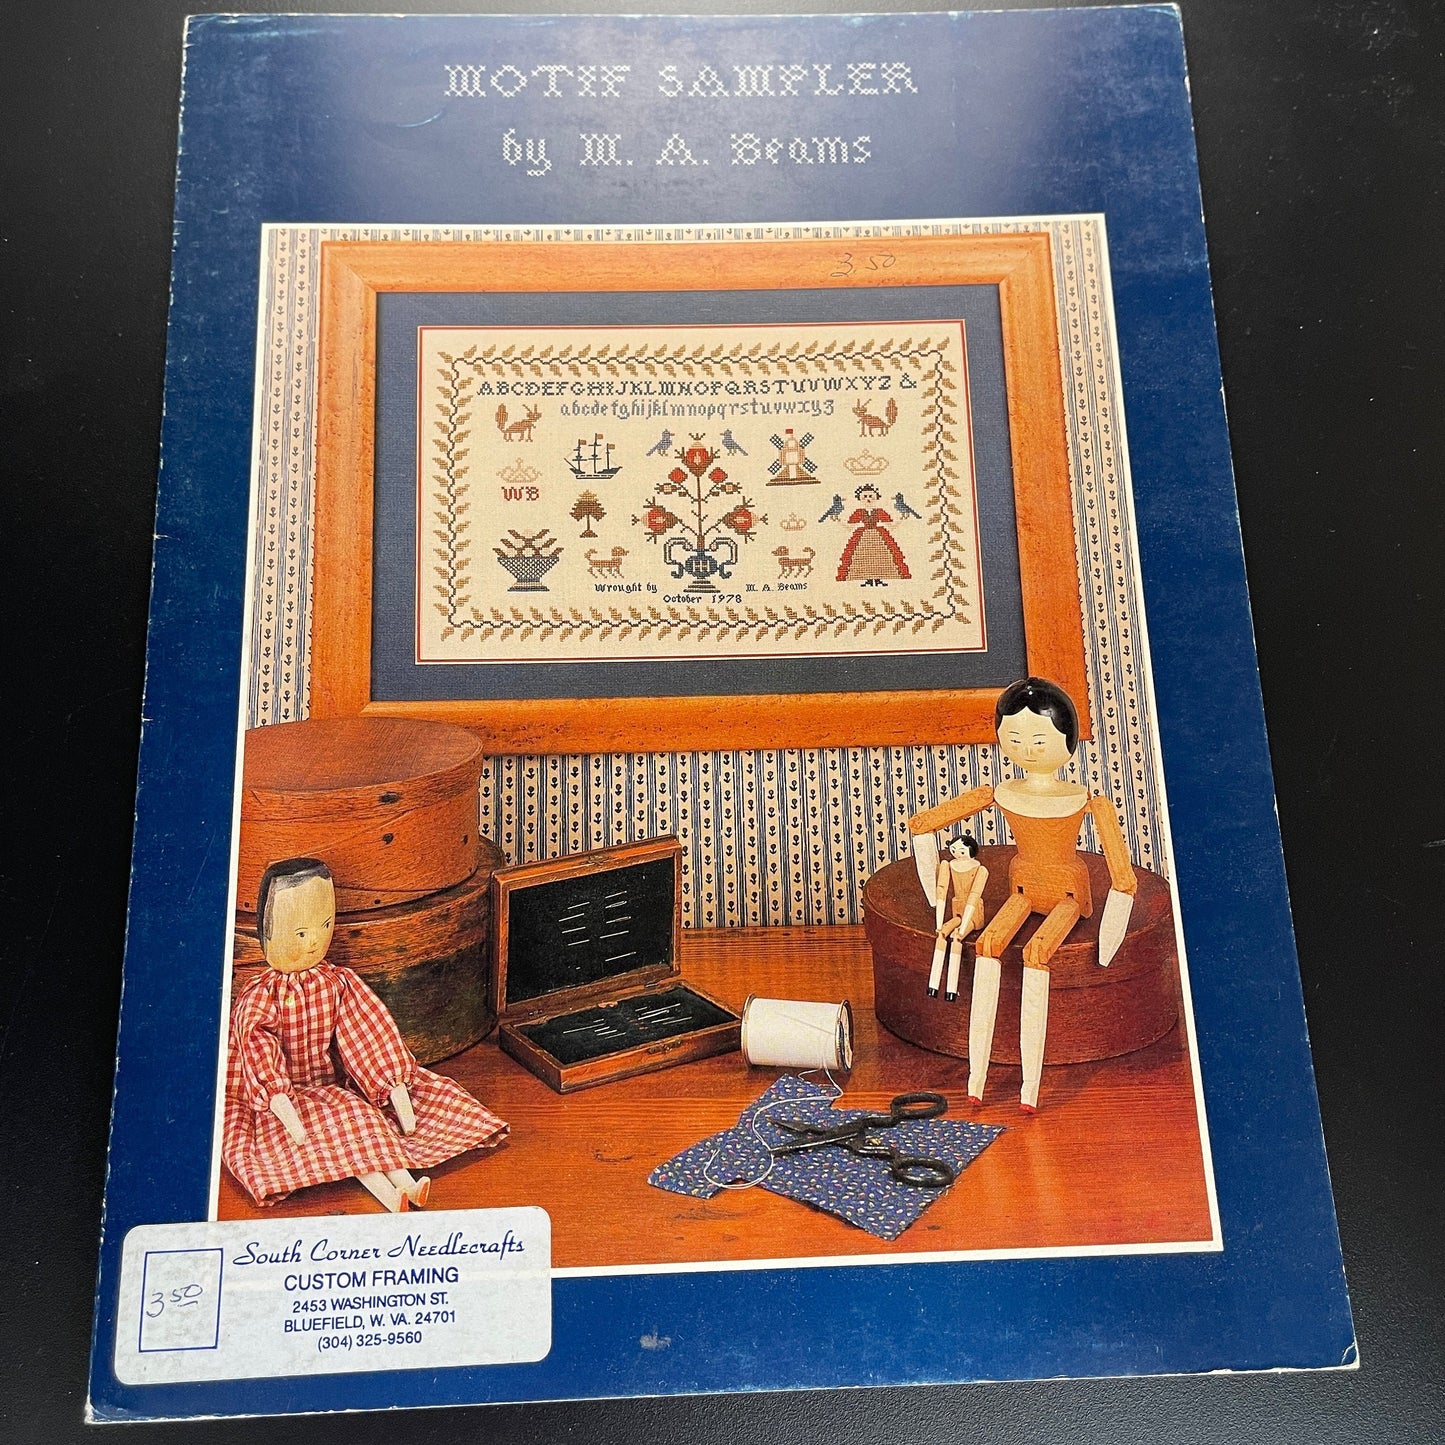 MOTIF SAMPLER
by M. A. Beams
3.50
ABCDEFGHIJKLMNOPQRSTUVWXYZ &
abcdefghijklmnopqrstuvwxyz
WB
Wrought by M. A. Beams
October 1978
South Corner Needlecrafts
CUSTOM FRAMING
2453 WASHINGTON ST.
BLUEFIELD, W. VA. 24701
(304) 325-9560
3 50